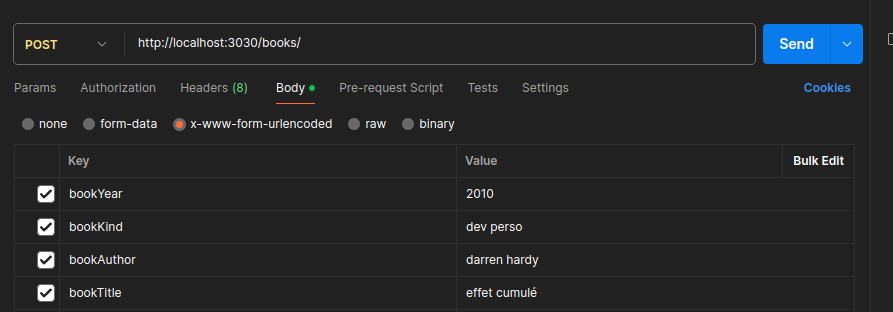 POST http://localhost:3030/books/ Send
Params Authorization Headers (8) Body Pre-request Script Tests Settings Cookies
none form-data x-www-form-urlencoded raw binary
Key Value Bulk Edit
bookYear 2010
bookKind dev perso
bookAuthor darren hardy
bookTitle effet cumulé